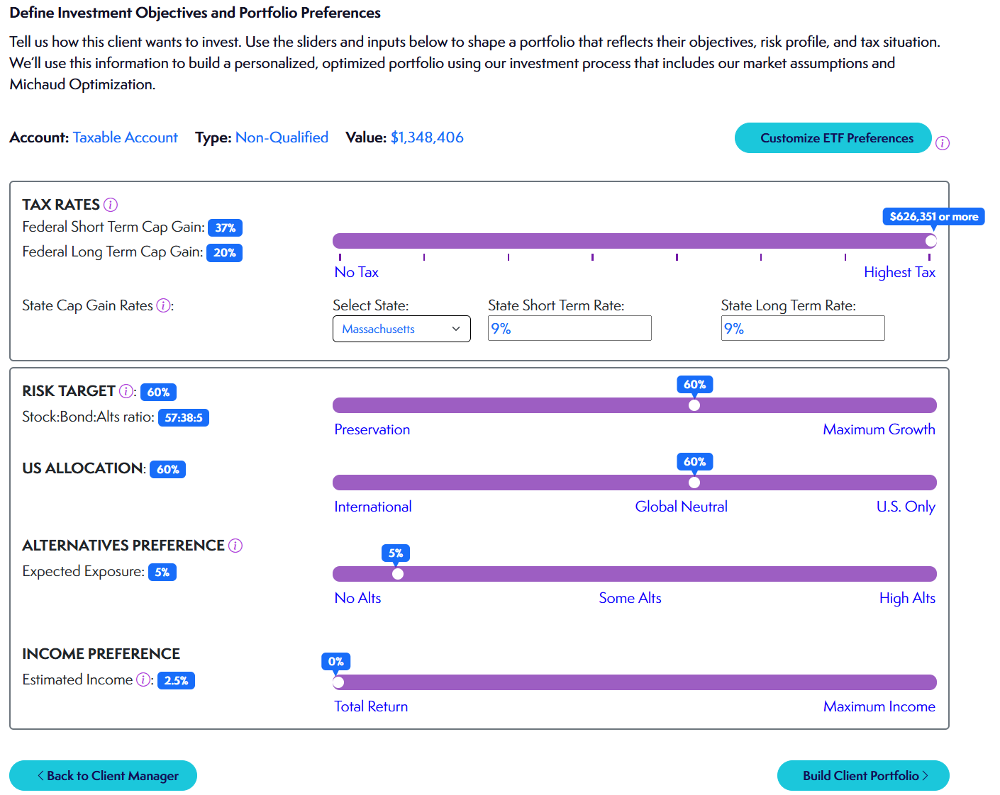 Define Investment Objectives and Portfolio Preferences
Tell us how this client wants to invest. Use the sliders and inputs below to shape a portfolio that reflects their objectives, risk profile, and tax situation.
We'll use this information to build a personalized, optimized portfolio using our investment process that includes our market assumptions and
Michaud Optimization.
Account: Taxable Account Type: Non-Qualified Value: $1,348,406
Customize ETF Preferences
TAX RATES
$626,351 or more
Federal Short Term Cap Gain: 37%
Federal Long Term Cap Gain: 20%
No Tax Highest Tax
State Cap Gain Rates : Select State: State Short Term Rate: State Long Term Rate:
Massachusetts 9% 9%
RISK TARGET : 60% 60%
Stock:Bond:Alts ratio: 57:38:5
Preservation Maximum Growth
US ALLOCATION: 60% 60%
International Global Neutral U.S. Only
ALTERNATIVES PREFERENCE
5%
Expected Exposure: 5%
No Alts Some Alts High Alts
INCOME PREFERENCE
0%
Estimated Income : 2.5%
Total Return Maximum Income
Back to Client Manager Build Client Portfolio